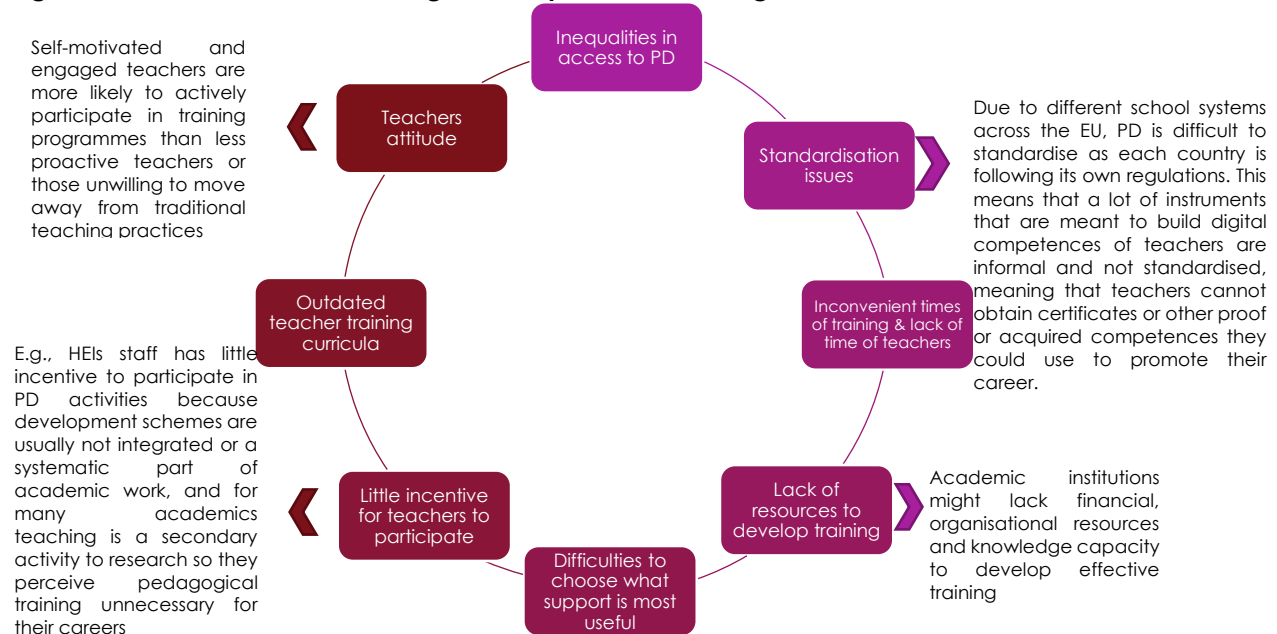 Inequalities in
access to PD
Self-motivated and
engaged teachers are
more likely to actively
participate in training
programmes than less
proactive teachers or
those unwilling to move
away from traditional
teaching practices
Teachers
attitude
Standardisation
issues
Due to different school systems
across the EU, PD is difficult to
standardise as each country is
following its own regulations. This
means that a lot of instruments
that are meant to build digital
competences of teachers are
informal and not standardised,
meaning that teachers cannot
obtain certificates or other proof
or acquired competences they
could use to promote their
career.
Outdated
teacher training
curricula
Inconvenient times
of training & lack of
time of teachers
E.g., HEIs staff has little
incentive to participate in
PD activities because
development schemes are
usually not integrated or a
systematic part of
academic work, and for
many academics
teaching is a secondary
activity to research so they
perceive pedagogical
training unnecessary for
their careers
Little incentive
for teachers to
participate
Lack of
resources to
develop training
Academic institutions
might lack financial,
organisational resources
and knowledge capacity
to develop effective
training
Difficulties to
choose what
support is most
useful